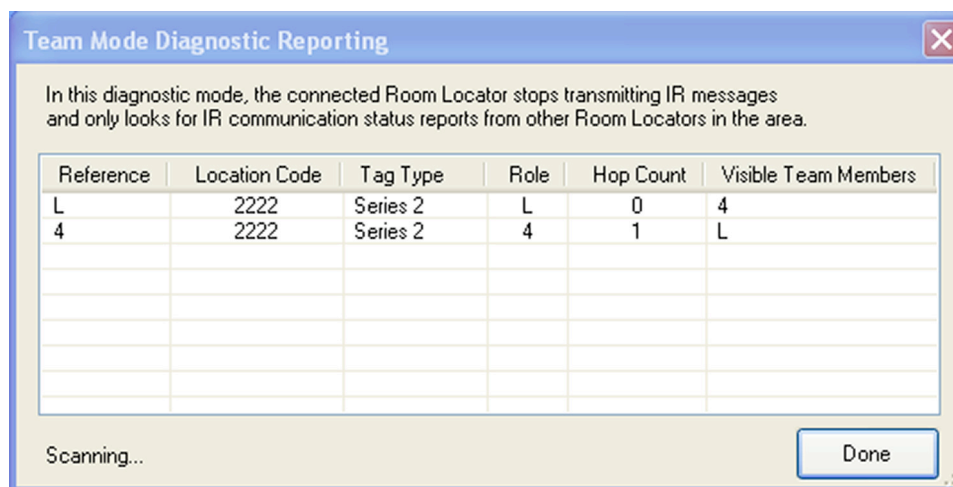 Team Mode Diagnostic Reporting
In this diagnostic mode, the connected Room Locator stops transmitting IR messages
and only looks for IR communication status reports from other Room Locators in the area.
Reference Location Code Tag Type Role Hop Count Visible Team Members
L 2222 Series 2 L 0 4
4 2222 Series 2 4 1 L
Scanning...
Done